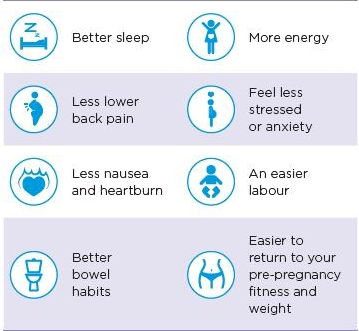 Better sleep
More energy
Less lower
back pain
Feel less
stressed
or anxiety
Less nausea
and heartburn
An easier
labour
Better
bowel
habits
Easier to
return to your
pre-pregnancy
fitness and
weight